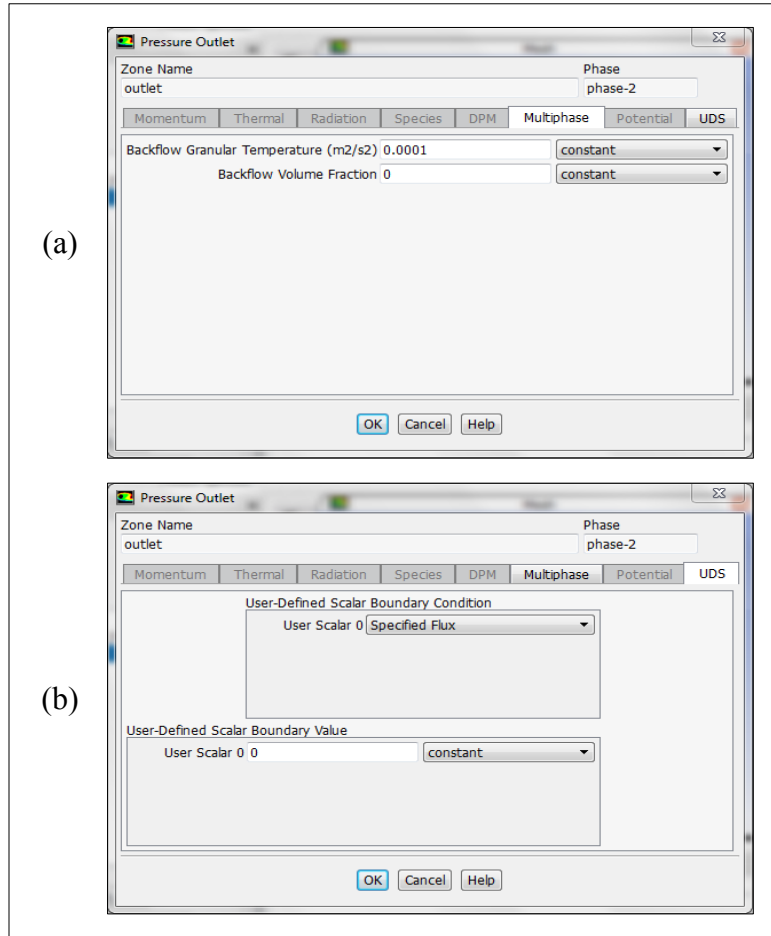 (a)
Pressure Outlet
Zone Name Phase
outlet phase-2
Momentum Thermal Radiation Species DPM Multiphase Potential UDS
Backflow Granular Temperature (m2/s2) 0.0001 constant
Backflow Volume Fraction 0 constant
OK Cancel Help
(b)
Pressure Outlet
Zone Name Phase
outlet phase-2
Momentum Thermal Radiation Species DPM Multiphase Potential UDS
User-Defined Scalar Boundary Condition
User Scalar 0 Specified Flux
User-Defined Scalar Boundary Value
User Scalar 0 0 constant
OK Cancel Help